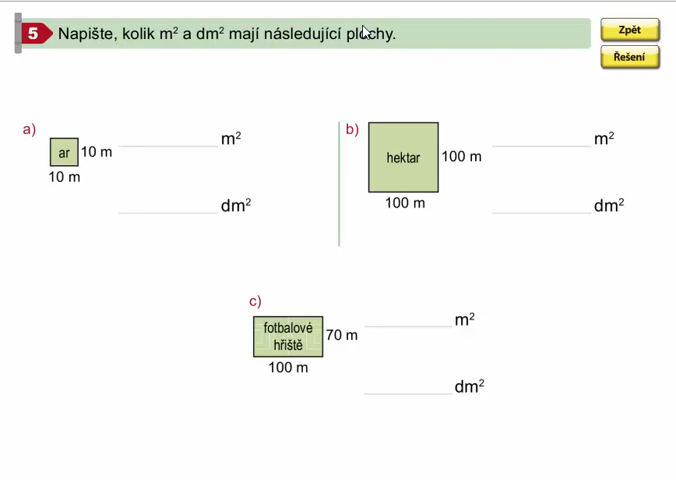 5 Napište, kolik m² a dm² mají následující plochy.
Zpět
Řešení
a)
ar 10 m
10 m
m²
dm²
b)
hektar 100 m
100 m
m²
dm²
c)
fotbalové
hřiště
70 m
100 m
m²
dm²